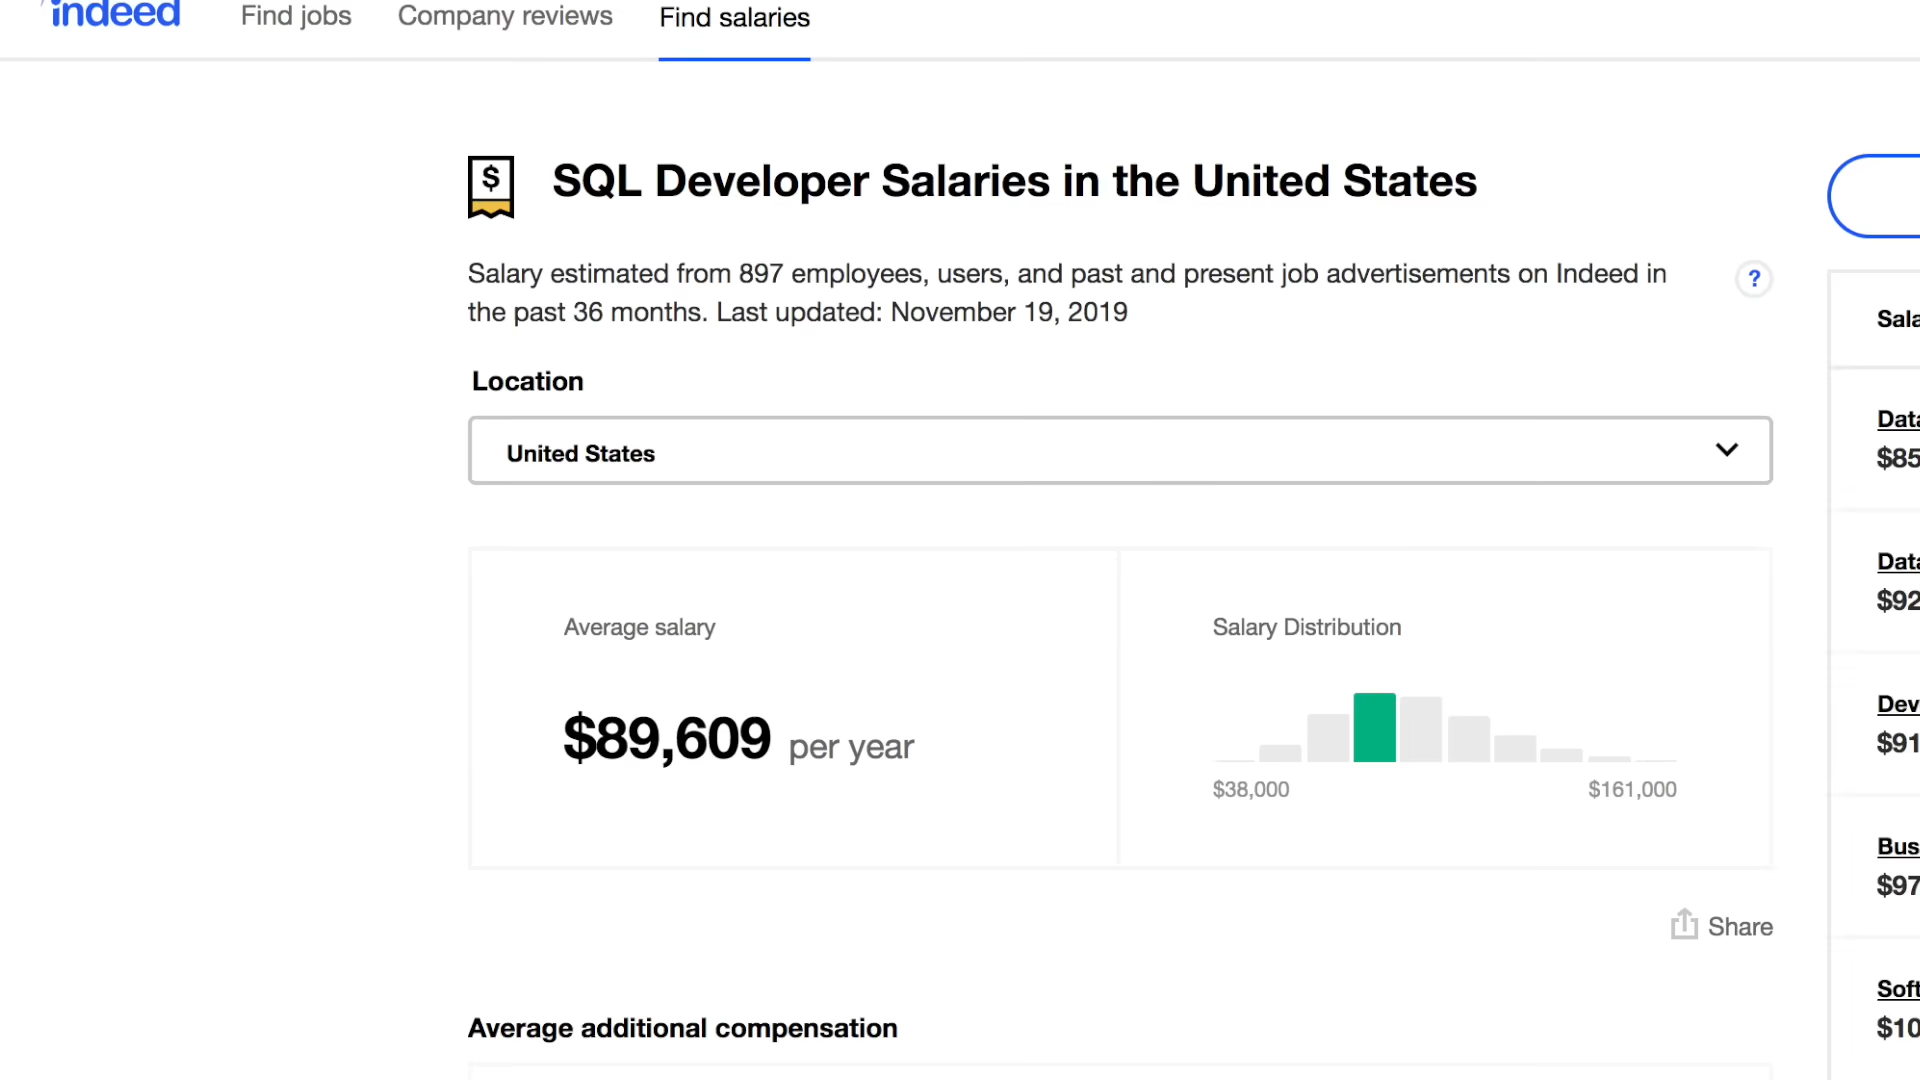 indeed
Find jobs
Company reviews
Find salaries
$
SQL Developer Salaries in the United States
Salary estimated from 897 employees, users, and past and present job advertisements on Indeed in
the past 36 months. Last updated: November 19, 2019
?
Location
United States
Average salary
$89,609 per year
Salary Distribution
$38,000
$161,000
Share
Average additional compensation